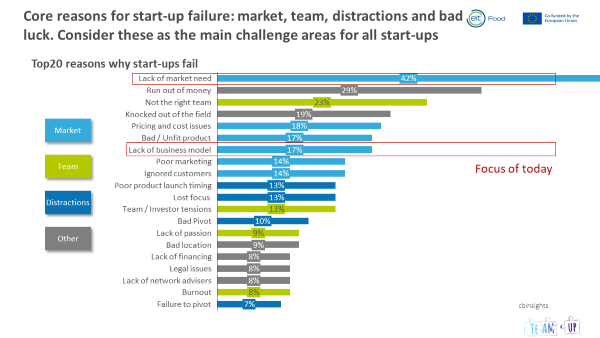 Core reasons for start-up failure: market, team, distractions and bad
luck. Consider these as the main challenge areas for all start-ups
eit Food
Co-funded by the
European Union
Top20 reasons why start-ups fail
Lack of market need 42%
Run out of money 29%
Not the right team 23%
Knocked out of the field 19%
Pricing and cost issues 18%
Bad / Unfit product 17%
Lack of business model 17%
Poor marketing 14%
Ignored customers 14%
Poor product launch timing 13%
Lost focus 13%
Team / Investor tensions 13%
Bad Pivot 10%
Lack of passion 9%
Bad location 9%
Lack of financing 8%
Legal issues 8%
Lack of network advisers 8%
Burnout 8%
Failure to pivot 7%
Market
Team
Distractions
Other
Focus of today
cbinsights
TEAM UP